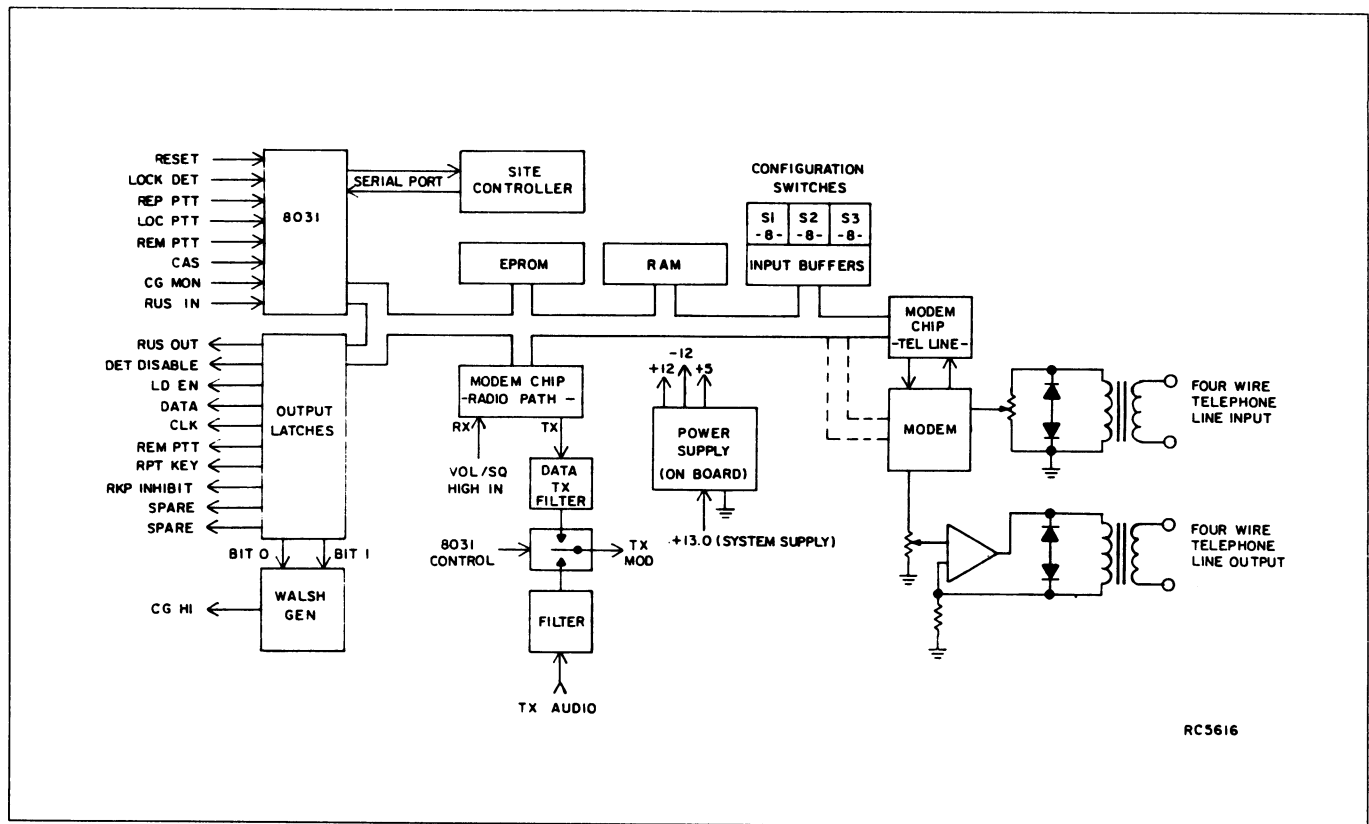 RESET
LOCK DET
REP PTT
LOC PTT
REM PTT
CAS
CG MON
RUS IN
8031
SERIAL PORT
SITE
CONTROLLER
EPROM
RAM
CONFIGURATION
SWITCHES
S1 S2 S3
-8- -8- -8-
INPUT BUFFERS
RUS OUT
DET DISABLE
LD EN
DATA
CLK
REM PTT
RPT KEY
RKP INHIBIT
SPARE
SPARE
OUTPUT
LATCHES
BIT 0 BIT 1
WALSH
GEN
CG HI
MODEM CHIP
-RADIO PATH -
RX TX
VOL/SQ
HIGH IN
DATA
TX
FILTER
8031
CONTROL
TX
MOD
FILTER
TX AUDIO
-12
+12 +5
POWER
SUPPLY
(ON BOARD)
+13.0 (SYSTEM SUPPLY)
MODEM
CHIP
-TEL LINE-
MODEM
FOUR WIRE
TELEPHONE
LINE INPUT
FOUR WIRE
TELEPHONE
LINE OUTPUT
RC5616